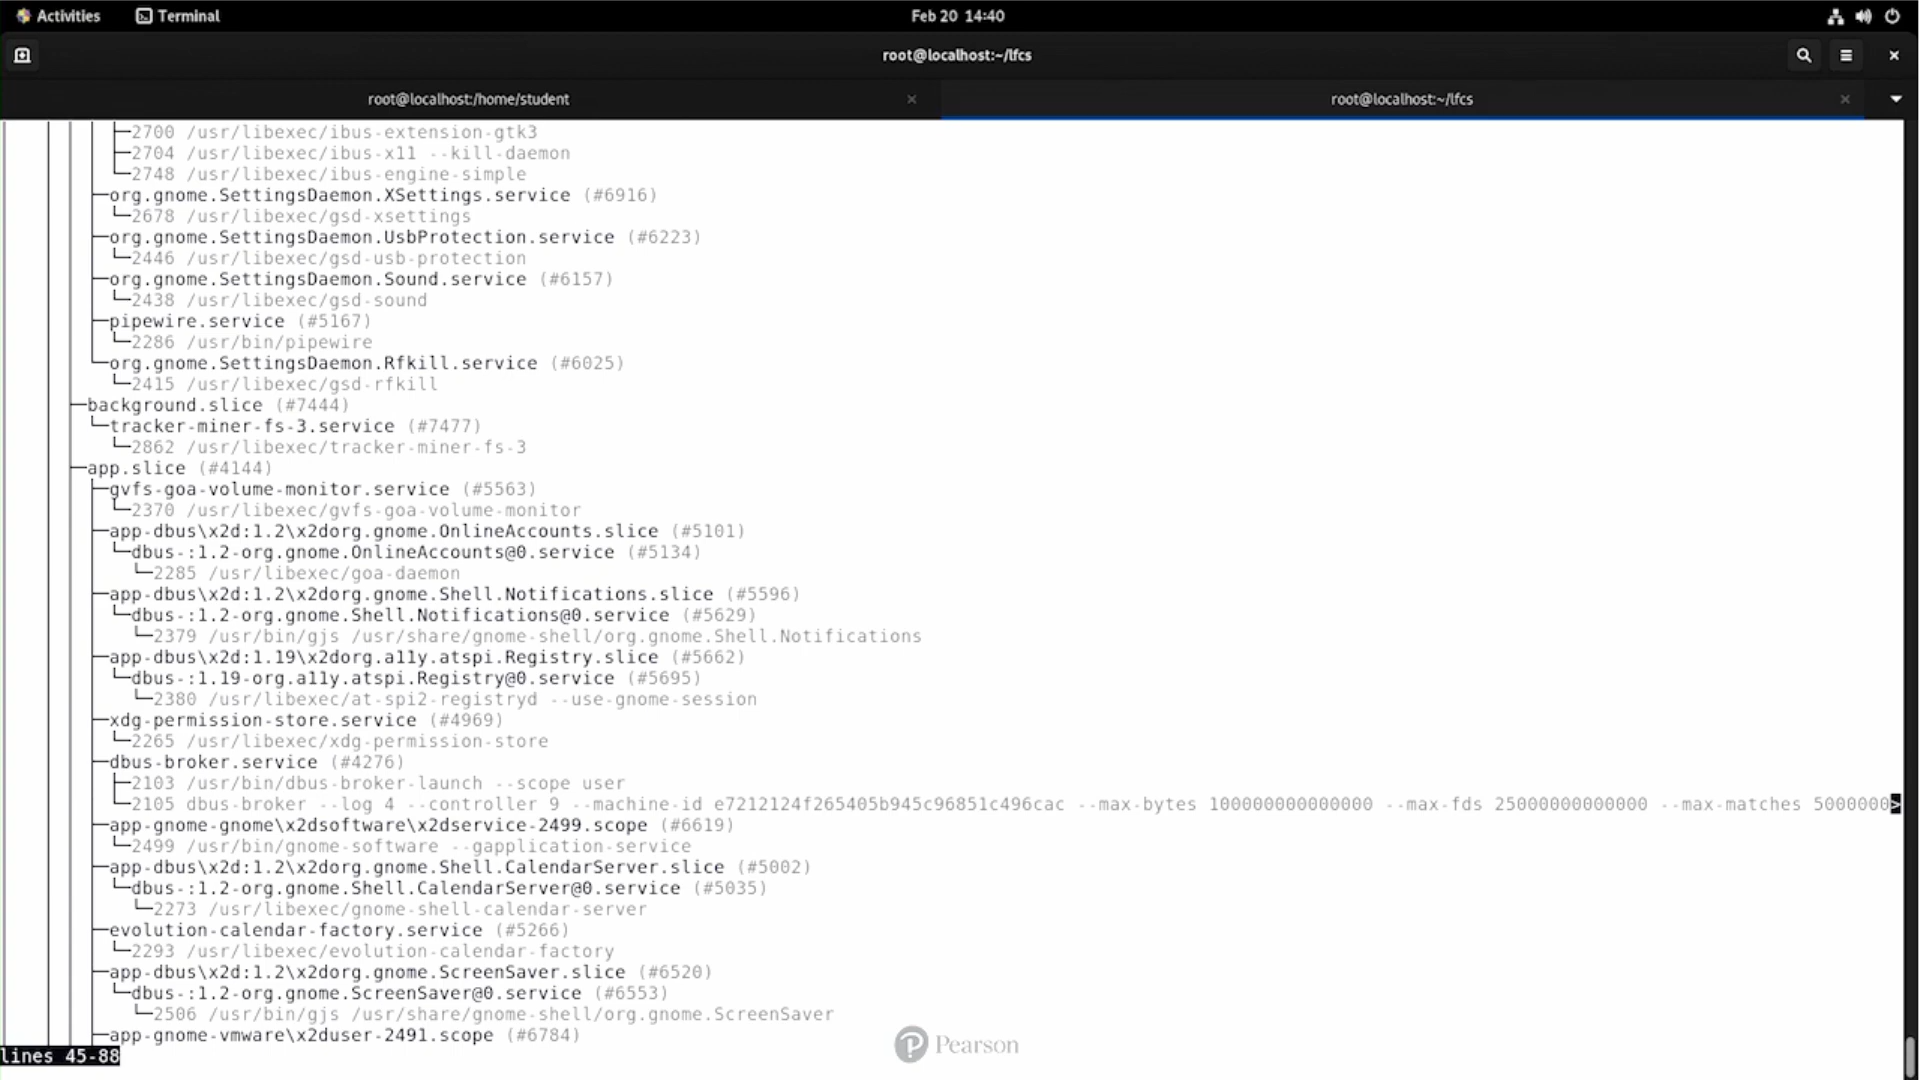 Activities
Terminal
Feb 20 14:40
root@localhost:~/lfcs
root@localhost:/home/student
root@localhost:~/lfcs
├─2700 /usr/libexec/ibus-extension-gtk3
├─2704 /usr/libexec/ibus-x11 --kill-daemon
└─2748 /usr/libexec/ibus-engine-simple
├─org.gnome.SettingsDaemon.XSettings.service (#6916)
└─2678 /usr/libexec/gsd-xsettings
├─org.gnome.SettingsDaemon.UsbProtection.service (#6223)
└─2446 /usr/libexec/gsd-usb-protection
├─org.gnome.SettingsDaemon.Sound.service (#6157)
└─2438 /usr/libexec/gsd-sound
├─pipewire.service (#5167)
└─2286 /usr/bin/pipewire
└─org.gnome.SettingsDaemon.Rfkill.service (#6025)
└─2415 /usr/libexec/gsd-rfkill
├─background.slice (#7444)
└─tracker-miner-fs-3.service (#7477)
└─2862 /usr/libexec/tracker-miner-fs-3
├─app.slice (#4144)
├─gvfs-goa-volume-monitor.service (#5563)
└─2370 /usr/libexec/gvfs-goa-volume-monitor
├─app-dbus\x2d:1.2\x2dorg.gnome.OnlineAccounts.slice (#5101)
└─dbus-:1.2-org.gnome.OnlineAccounts@0.service (#5134)
└─2285 /usr/libexec/goa-daemon
├─app-dbus\x2d:1.2\x2dorg.gnome.Shell.Notifications.slice (#5596)
└─dbus-:1.2-org.gnome.Shell.Notifications@0.service (#5629)
└─2379 /usr/bin/gjs /usr/share/gnome-shell/org.gnome.Shell.Notifications
├─app-dbus\x2d:1.19\x2dorg.a11y.atspi.Registry.slice (#5662)
└─dbus-:1.19-org.a11y.atspi.Registry@0.service (#5695)
└─2380 /usr/libexec/at-spi2-registryd --use-gnome-session
├─xdg-permission-store.service (#4969)
└─2265 /usr/libexec/xdg-permission-store
├─dbus-broker.service (#4276)
├─2103 /usr/bin/dbus-broker-launch --scope user
└─2105 dbus-broker --log 4 --controller 9 --machine-id e7212124f265405b945c96851c496cac --max-bytes 100000000000000 --max-fds 25000000000000 --max-matches 5000000>
├─app-gnome-gnome\x2dsoftware\x2dservice-2499.scope (#6619)
└─2499 /usr/bin/gnome-software --gapplication-service
├─app-dbus\x2d:1.2\x2dorg.gnome.Shell.CalendarServer.slice (#5002)
└─dbus-:1.2-org.gnome.Shell.CalendarServer@0.service (#5035)
└─2273 /usr/libexec/gnome-shell-calendar-server
├─evolution-calendar-factory.service (#5266)
└─2293 /usr/libexec/evolution-calendar-factory
├─app-dbus\x2d:1.2\x2dorg.gnome.ScreenSaver.slice (#6520)
└─dbus-:1.2-org.gnome.ScreenSaver@0.service (#6553)
└─2506 /usr/bin/gjs /usr/share/gnome-shell/org.gnome.ScreenSaver
├─app-gnome-vmware\x2duser-2491.scope (#6784)
lines 45-88
Pearson